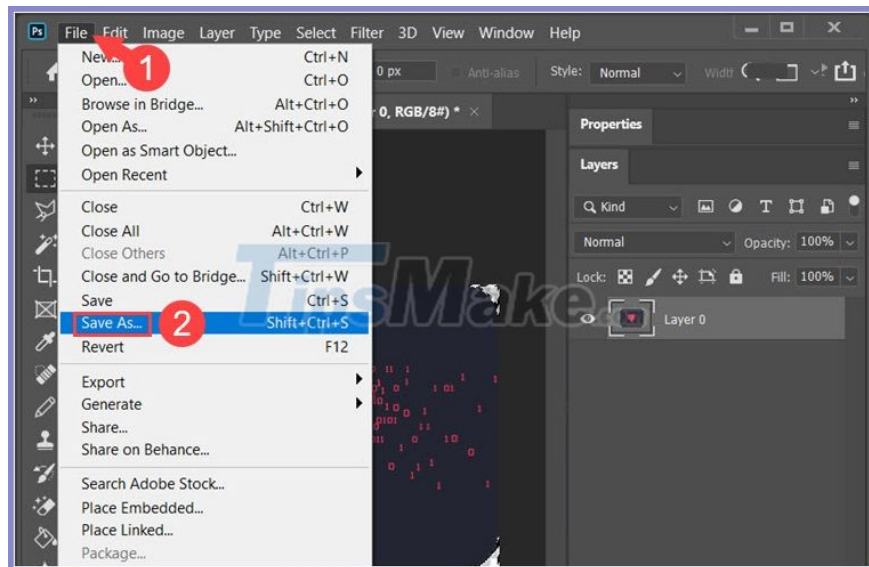 Ps File Edit Image Layer Type Select Filter 3D View Window Help
1
New...
Ctrl+N
Open... Ctrl+O
0 px Anti-alias Style: Normal
Browse in Bridge... Alt+Ctrl+O
0, RGB/8#) * ×
Open As... Alt+Shift+Ctrl+O
Properties
Open as Smart Object...
Open Recent
Layers
Close Ctrl+W
Kind
Close All Alt+Ctrl+W
Close Others Alt+Ctrl+P
Normal Opacity: 100%
Close and Go to Bridge... Shift+Ctrl+W
Lock: Fill: 100%
TipsMake.com
Save Ctrl+S
Save As... 2 Shift+Ctrl+S
Layer 0
Revert F12
Export
Generate
Share...
Share on Behance...
Search Adobe Stock...
Place Embedded...
Place Linked...
Package...